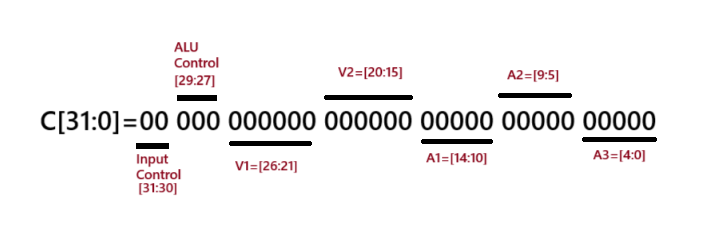 ALU
Control
[29:27]
V2=[20:15]
A2=[9:5]
C[31:0]=00 000 000000 000000 00000 00000 00000
Input
Control
[31:30]
V1=[26:21]
A1=[14:10]
A3=[4:0]